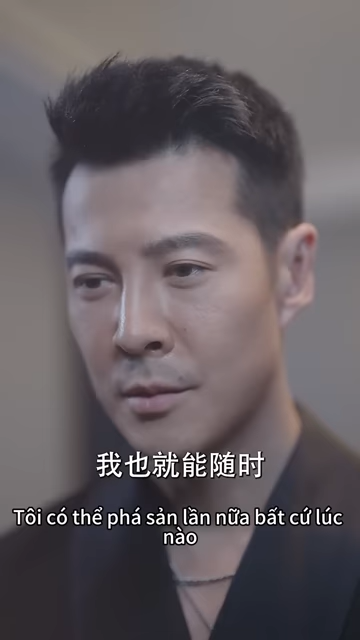 我也就能随时
Tôi có thể phá sản lần nữa bất cứ lúc
nào